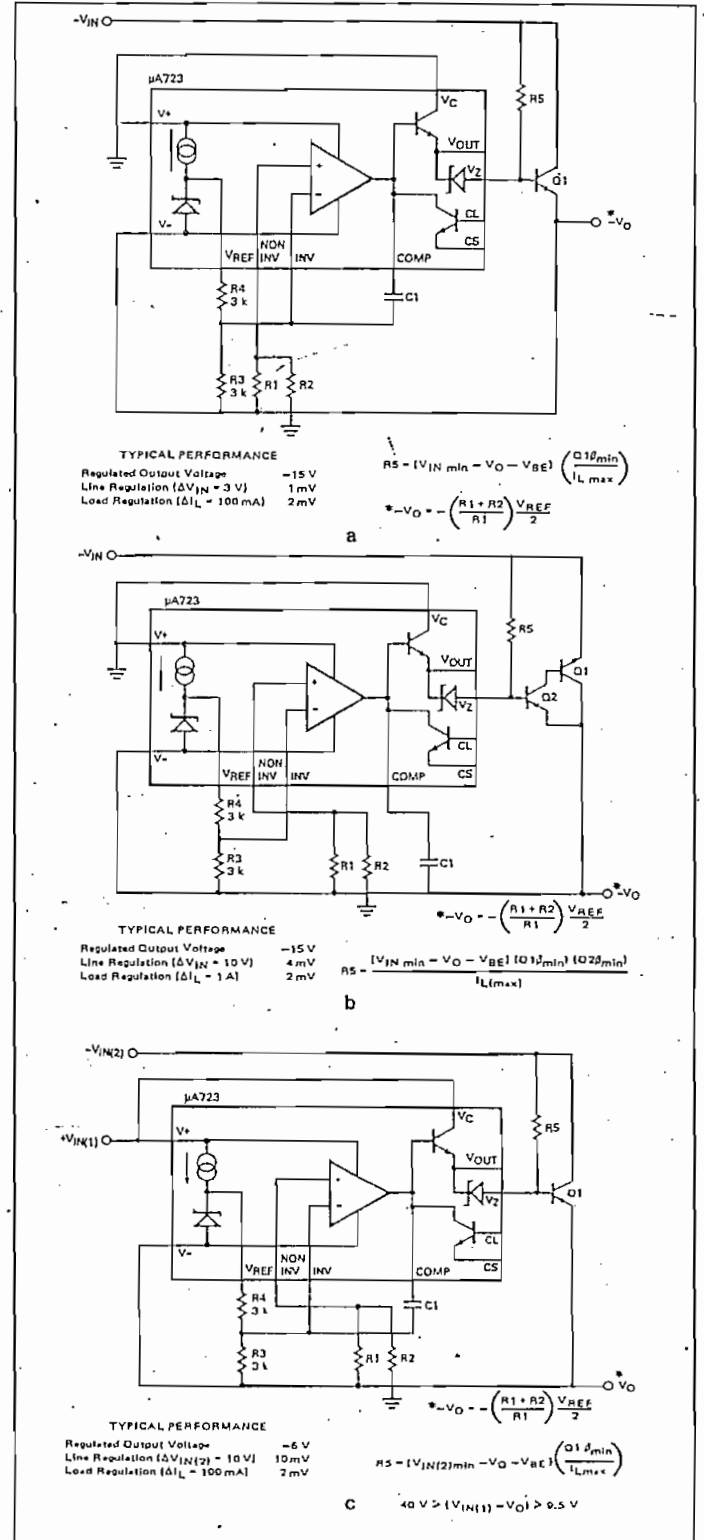 −VIN
µA723
VC
R5
V+
VOUT
VZ
Q1
*−VO
CL
V−
CS
VREF NON INV INV COMP
R4
3 k
C1
R3
3 k
R1 R2
TYPICAL PERFORMANCE
Regulated Output Voltage −15 V
Line Regulation (ΔVIN = 3 V) 1 mV
Load Regulation (ΔIL = 100 mA) 2 mV
R5 = [VIN min − VO − VBE] (Q1βmin / IL max)
*−VO = −(R1 + R2 / R1) VREF / 2
a
−VIN
µA723
VC
R5
V+
VOUT
Q1
VZ
Q2
CL
V−
CS
VREF NON INV INV COMP
R4
3 k
R3
3 k
R1 R2 C1
*−VO
*−VO = −(R1 + R2 / R1) VREF / 2
TYPICAL PERFORMANCE
Regulated Output Voltage −15 V
Line Regulation (ΔVIN = 10 V) 4 mV
Load Regulation (ΔIL = 1 A) 2 mV
R5 = [VIN min − VO − VBE] (Q1βmin) (Q2βmin) / IL(max)
b
−VIN(2)
µA723
VC
R5
+VIN(1)
V+
VOUT
VZ
Q1
CL
V−
CS
VREF NON INV INV COMP
R4
3 k
C1
R3
3 k
R1 R2
*VO
*−VO = −(R1 + R2 / R1) VREF / 2
TYPICAL PERFORMANCE
Regulated Output Voltage −6 V
Line Regulation (ΔVIN(2) = 10 V) 10 mV
Load Regulation (ΔIL = 100 mA) 2 mV
R5 = [VIN(2)min − VO − VBE] (Q1 βmin / ILmax)
c
40 V > [VIN(1) − VO] > 9.5 V